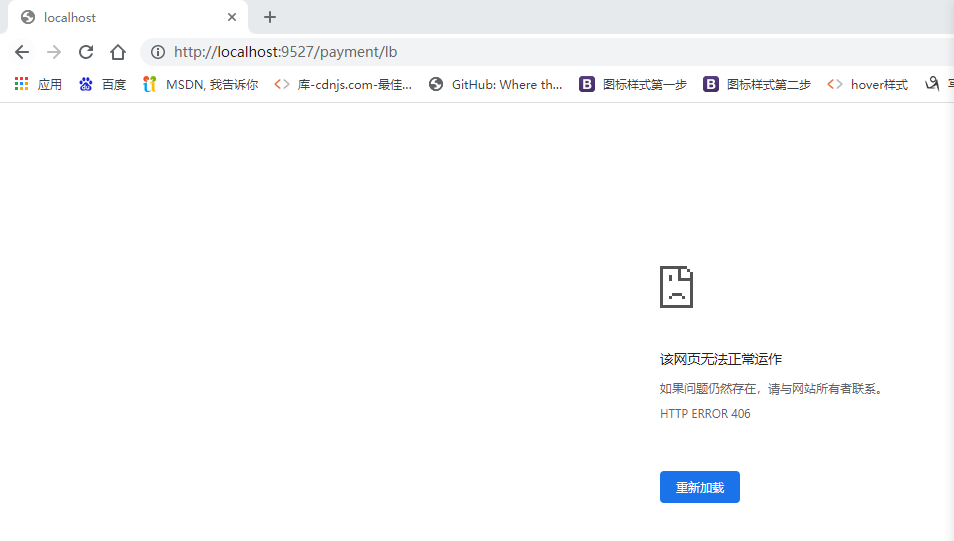 localhost
http://localhost:9527/payment/lb
应用 百度 MSDN, 我告诉你 库-cdnjs.com-最佳... GitHub: Where th... 图标样式第一步 图标样式第二步 hover样式
该网页无法正常运作
如果问题仍然存在，请与网站所有者联系。
HTTP ERROR 406
重新加载